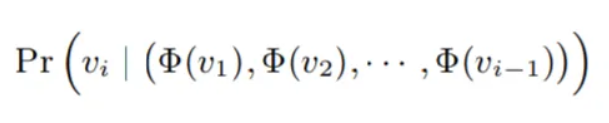 Pr ( v_i | ( Φ(v_1), Φ(v_2), ⋯ , Φ(v_{i−1}) ) )